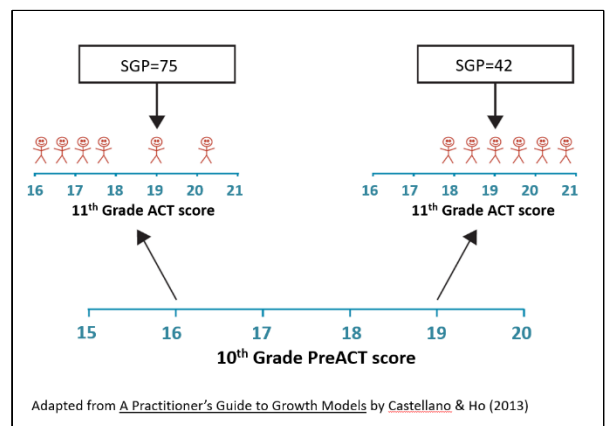 SGP=75
SGP=42
16 17 18 19 20 21
11th Grade ACT score
16 17 18 19 20 21
11th Grade ACT score
15 16 17 18 19 20
10th Grade PreACT score
Adapted from A Practitioner's Guide to Growth Models by Castellano & Ho (2013)